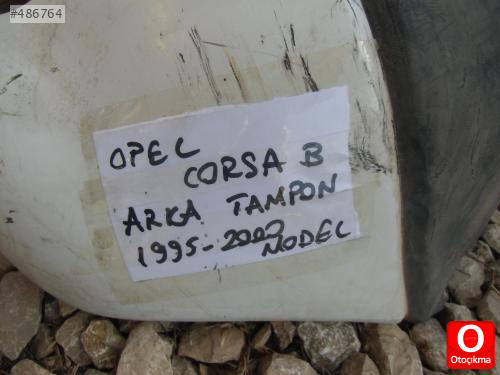 #486764
OPEL
CORSA B
ARKA TAMPON
1995-2000
MODEL
Otoçıkma